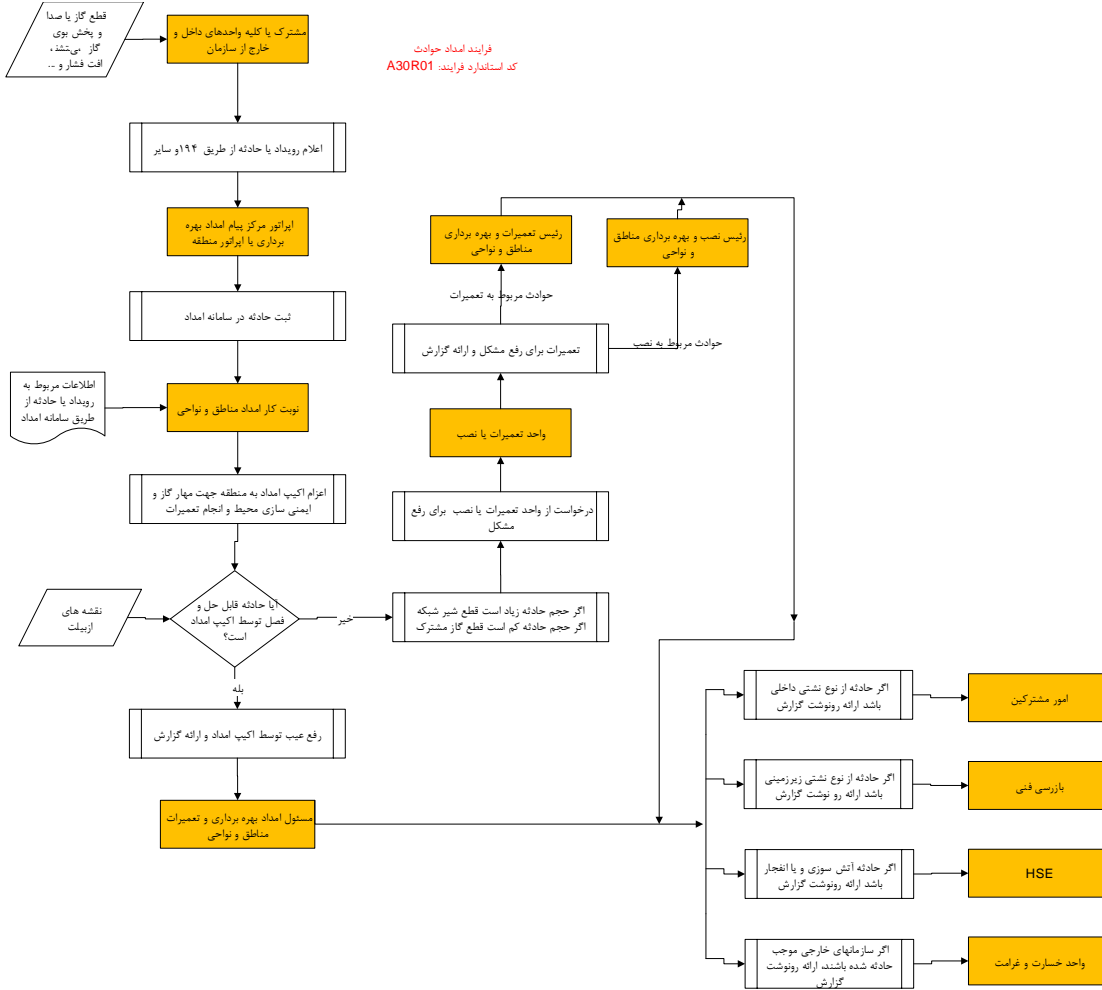 قطع گاز یا صدا
و پخش بوی
گاز ،نشتی،
افت فشار و ...
مشترک یا کلیه واحدهای داخل و
خارج از سازمان
فرایند امداد حوادث
کد استاندارد فرایند: A30R01
اعلام رویداد یا حادثه از طریق ۱۹۴و سایر
اپراتور مرکز پیام امداد بهره
برداری یا اپراتور منطقه
ثبت حادثه در سامانه امداد
اطلاعات مربوط به
رویداد یا حادثه از
طریق سامانه امداد
نوبت کار امداد مناطق و نواحی
اعزام اکیپ امداد به منطقه جهت مهار گاز و
ایمنی سازی محیط و انجام تعمیرات
نقشه های
ازبیلت
آیا حادثه قابل حل و
فصل توسط اکیپ امداد
است؟
خیر
بله
اگر حجم حادثه زیاد است قطع شیر شبکه
اگر حجم حادثه کم است قطع گاز مشترک
درخواست از واحد تعمیرات یا نصب برای رفع
مشکل
واحد تعمیرات یا نصب
تعمیرات برای رفع مشکل و ارائه گزارش
حوادث مربوط به تعمیرات
حوادث مربوط به نصب
رئیس تعمیرات و بهره برداری
مناطق و نواحی
رئیس نصب و بهره برداری مناطق
و نواحی
رفع عیب توسط اکیپ امداد و ارائه گزارش
مسئول امداد بهره برداری و تعمیرات
مناطق و نواحی
اگر حادثه از نوع نشتی داخلی
باشد ارائه رونوشت گزارش
امور مشترکین
اگر حادثه از نوع نشتی زیرزمینی
باشد ارائه رو نوشت گزارش
بازرسی فنی
اگر حادثه آتش سوزی و یا انفجار
باشد ارائه رونوشت گزارش
HSE
اگر سازمانهای خارجی موجب
حادثه شده باشند، ارائه رونوشت
گزارش
واحد خسارت و غرامت